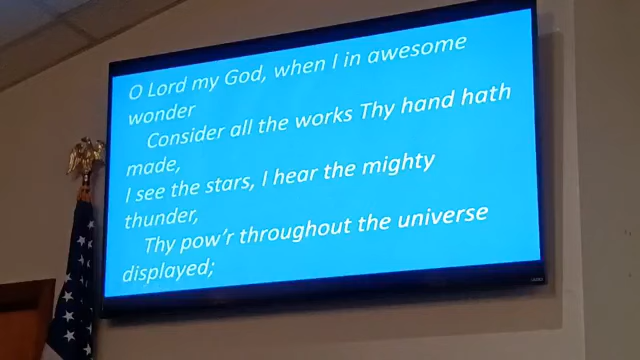 O Lord my God, when I in awesome
wonder
Consider all the works Thy hand hath
made,
I see the stars, I hear the mighty
thunder,
Thy pow’r throughout the universe
displayed;